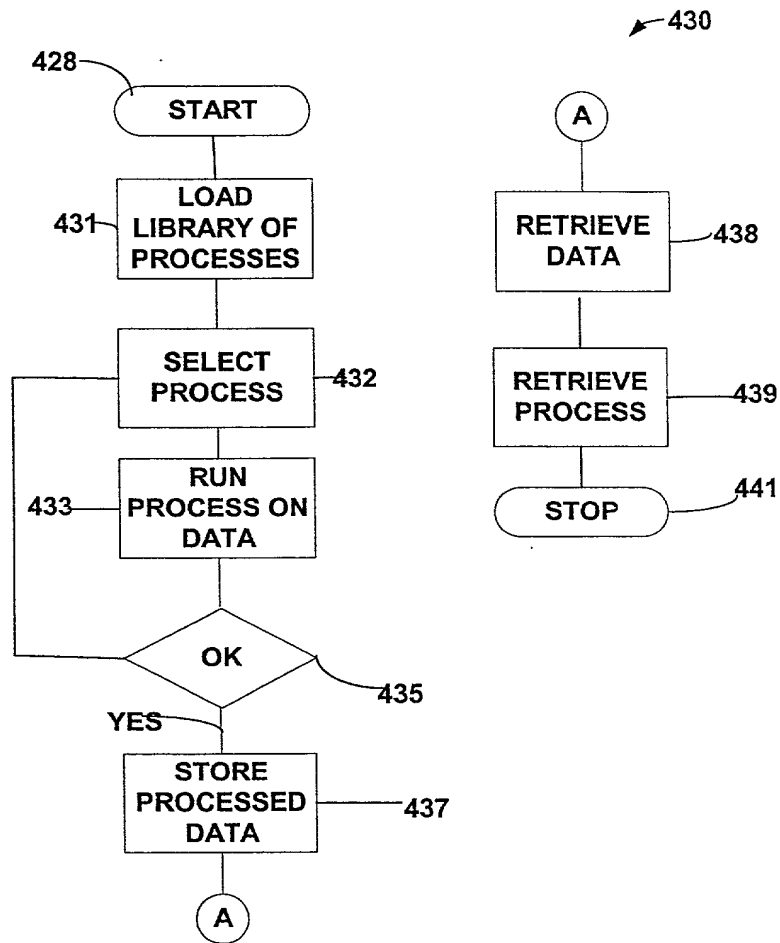 430
428
START
LOAD
LIBRARY OF
PROCESSES
431
SELECT
PROCESS
432
RUN
PROCESS ON
DATA
433
OK
435
YES
STORE
PROCESSED
DATA
437
A
A
RETRIEVE
DATA
438
RETRIEVE
PROCESS
439
STOP
441